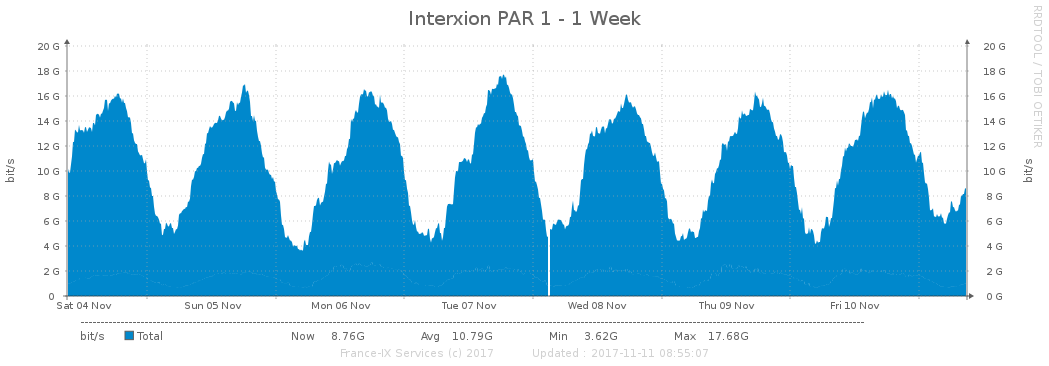 Interxion PAR 1 - 1 Week
RRDTOOL / TOBI OETIKER
20 G 20 G
18 G 18 G
16 G 16 G
14 G 14 G
12 G 12 G
10 G 10 G
8 G 8 G
6 G 6 G
4 G 4 G
2 G 2 G
0 0 G
bit/s bit/s
Sat 04 Nov Sun 05 Nov Mon 06 Nov Tue 07 Nov Wed 08 Nov Thu 09 Nov Fri 10 Nov
bit/s Total Now 8.76G Avg 10.79G Min 3.62G Max 17.68G
France-IX Services (c) 2017 Updated : 2017-11-11 08:55:07